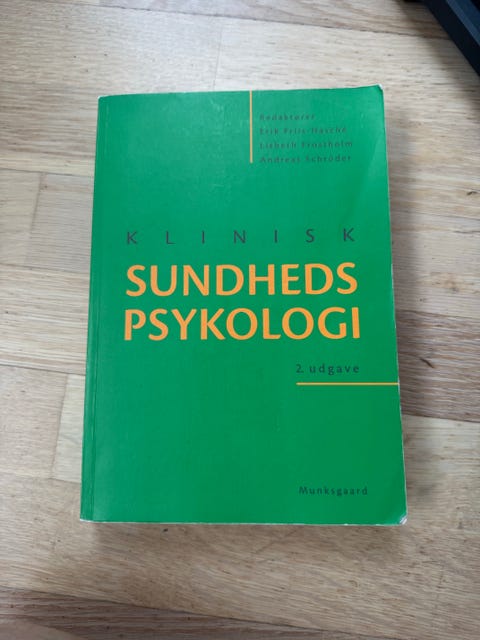 Redaktører
Erik Friis-Hasché
Lisbeth Frostholm
Andreas Schröder
KLINISK
SUNDHEDS
PSYKOLOGI
2. udgave
Munksgaard